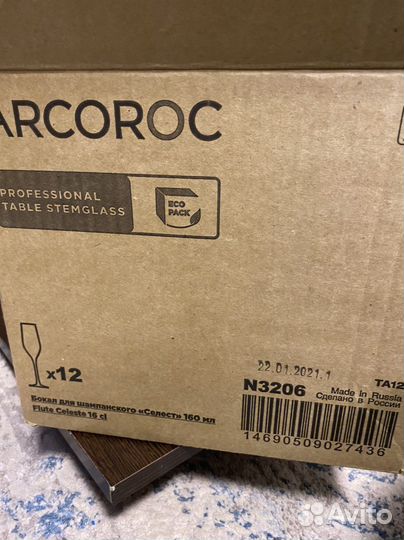 ARCOROC
PROFESSIONAL
TABLE STEMGLASS
ECO
PACK
x12
22.01.2021.1
TA12
N3206
Made in Russia
Сделано в России
Бокал для шампанского «Селест» 160 мл
Flute Celeste 16 cl
14690509027436
Avito